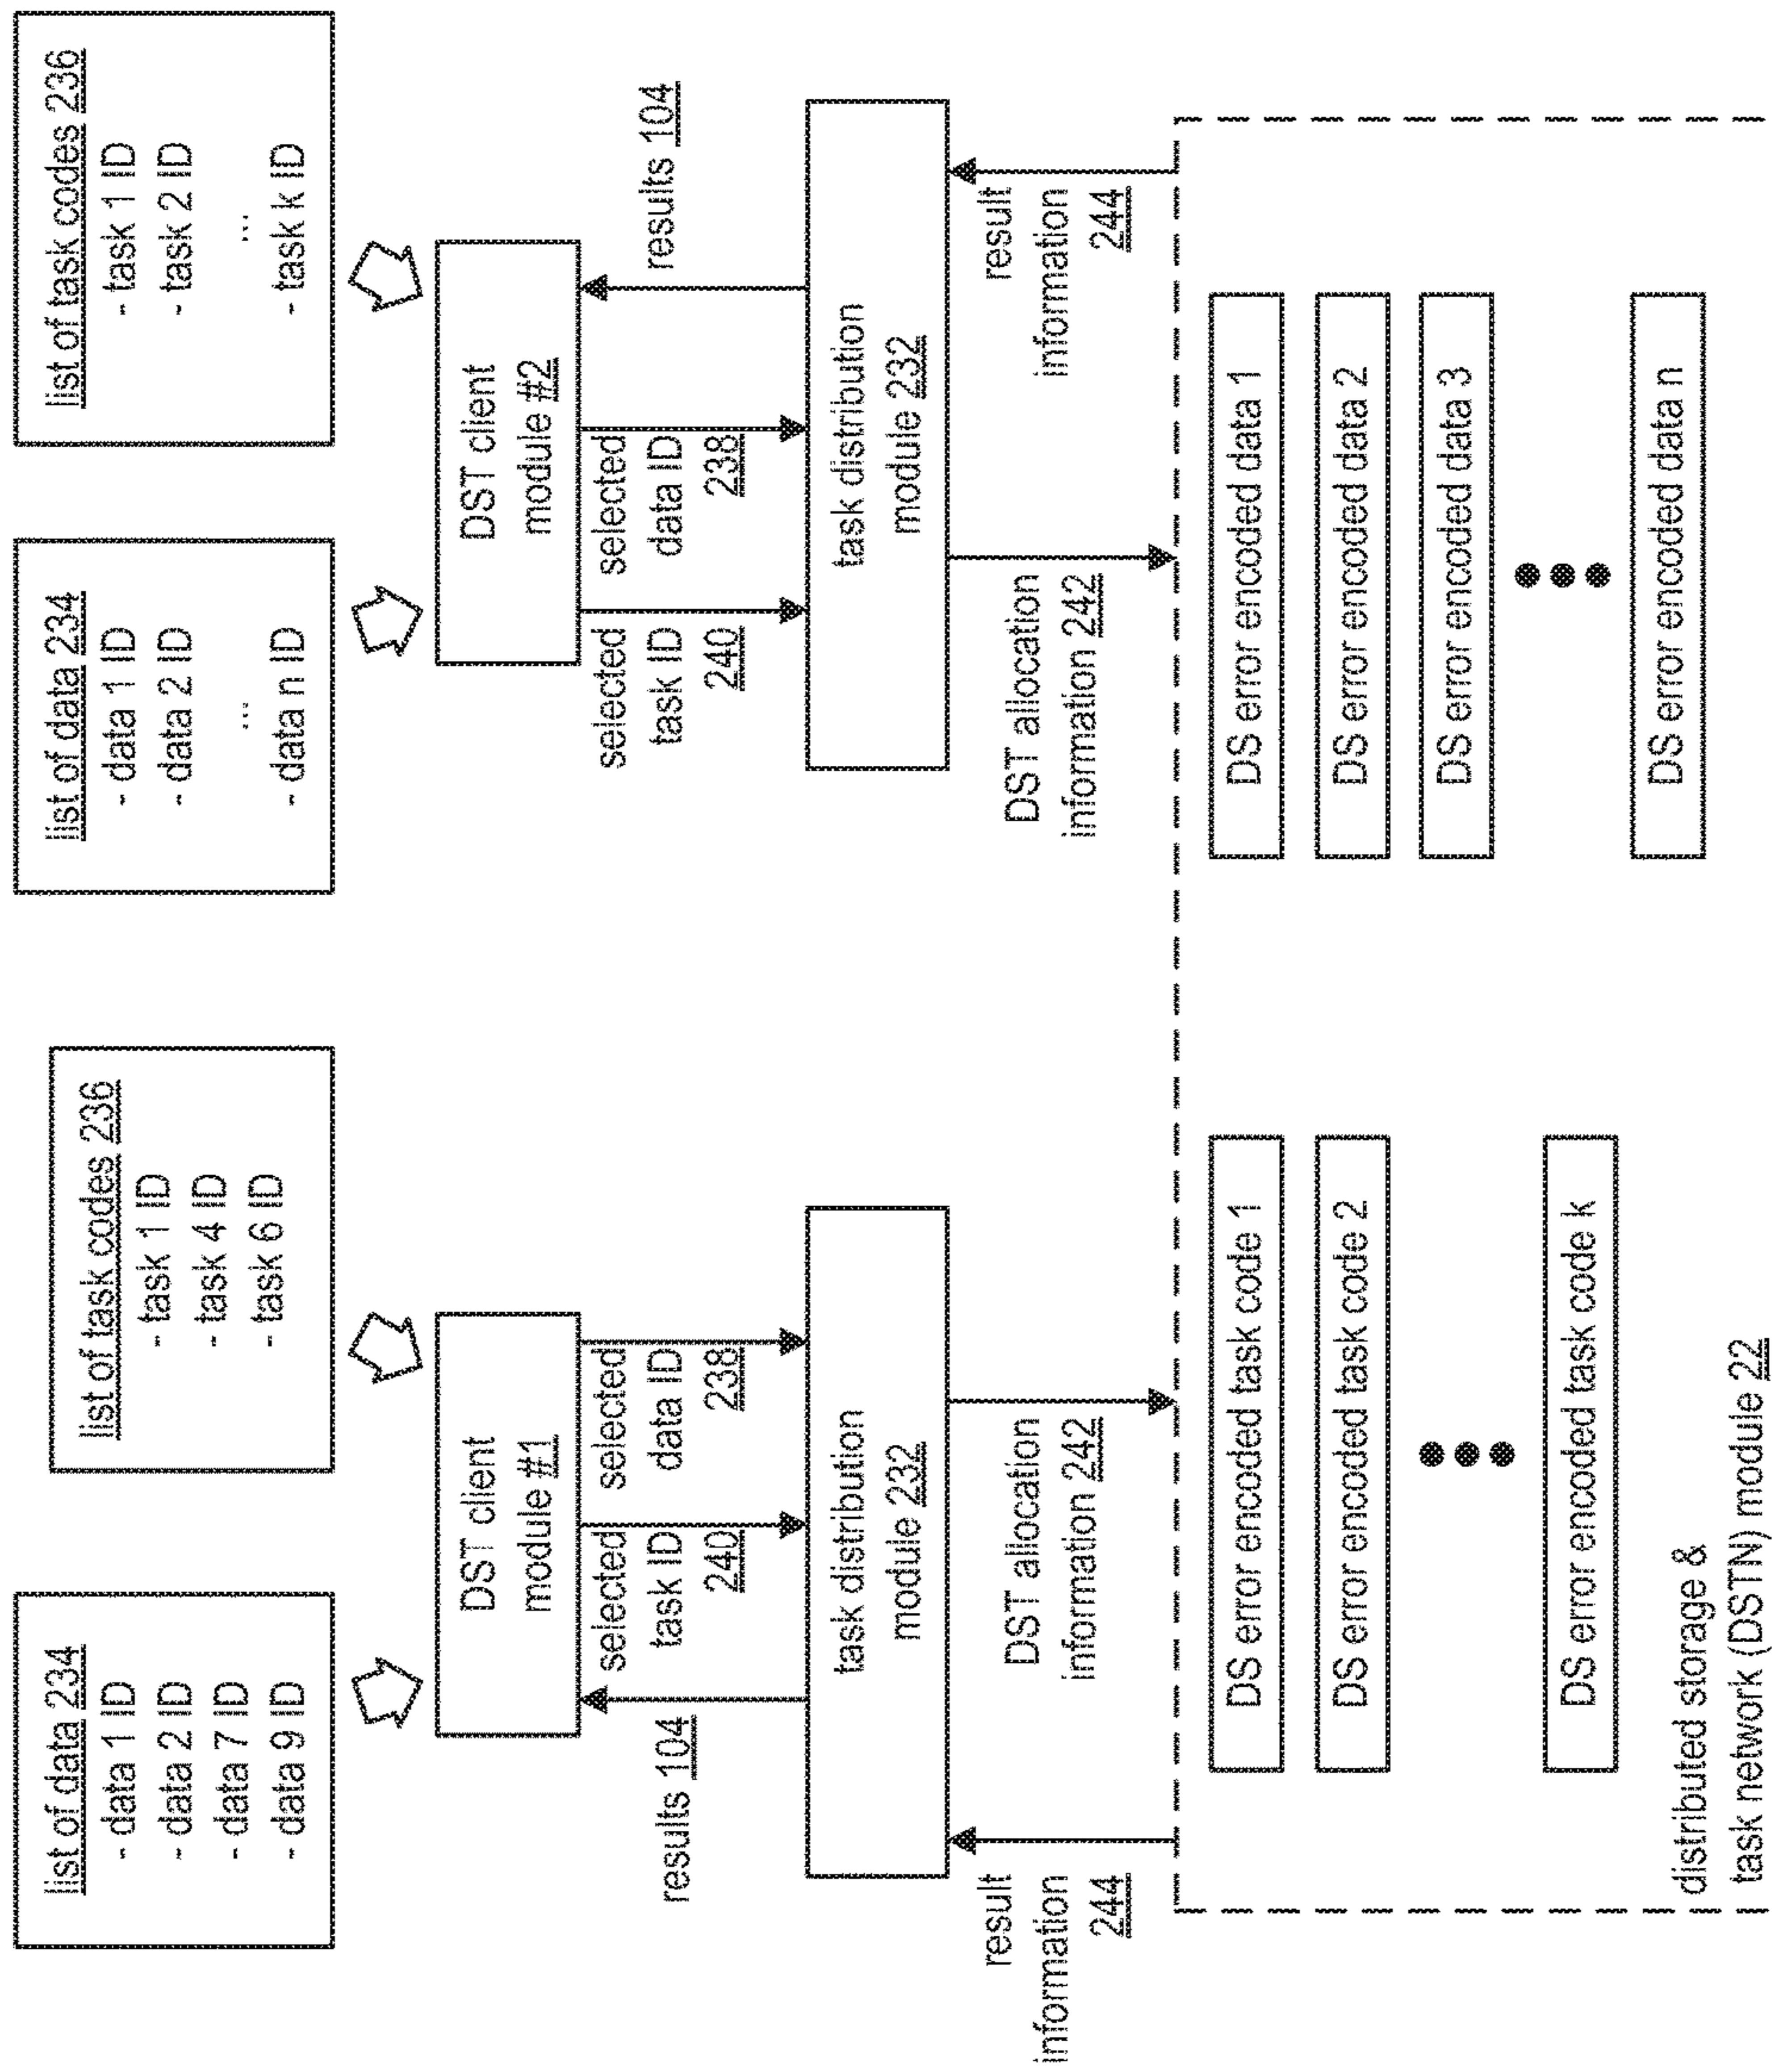 list of data 234
- data 1 ID
- data 2 ID
- data 7 ID
- data 9 ID
list of task codes 236
- task 1 ID
- task 4 ID
- task 6 ID
list of data 234
- data 1 ID
- data 2 ID
...
- data n ID
list of task codes 236
- task 1 ID
- task 2 ID
...
- task k ID
DST client
module #1
DST client
module #2
results 104
selected
task ID
240
selected
data ID
238
selected
task ID
240
selected
data ID
238
results 104
task distribution
module 232
task distribution
module 232
result
information
244
DST allocation
information 242
DST allocation
information 242
result
information
244
DS error encoded task code 1
DS error encoded task code 2
DS error encoded task code k
DS error encoded data 1
DS error encoded data 2
DS error encoded data 3
DS error encoded data n
distributed storage &
task network (DSTN) module 22